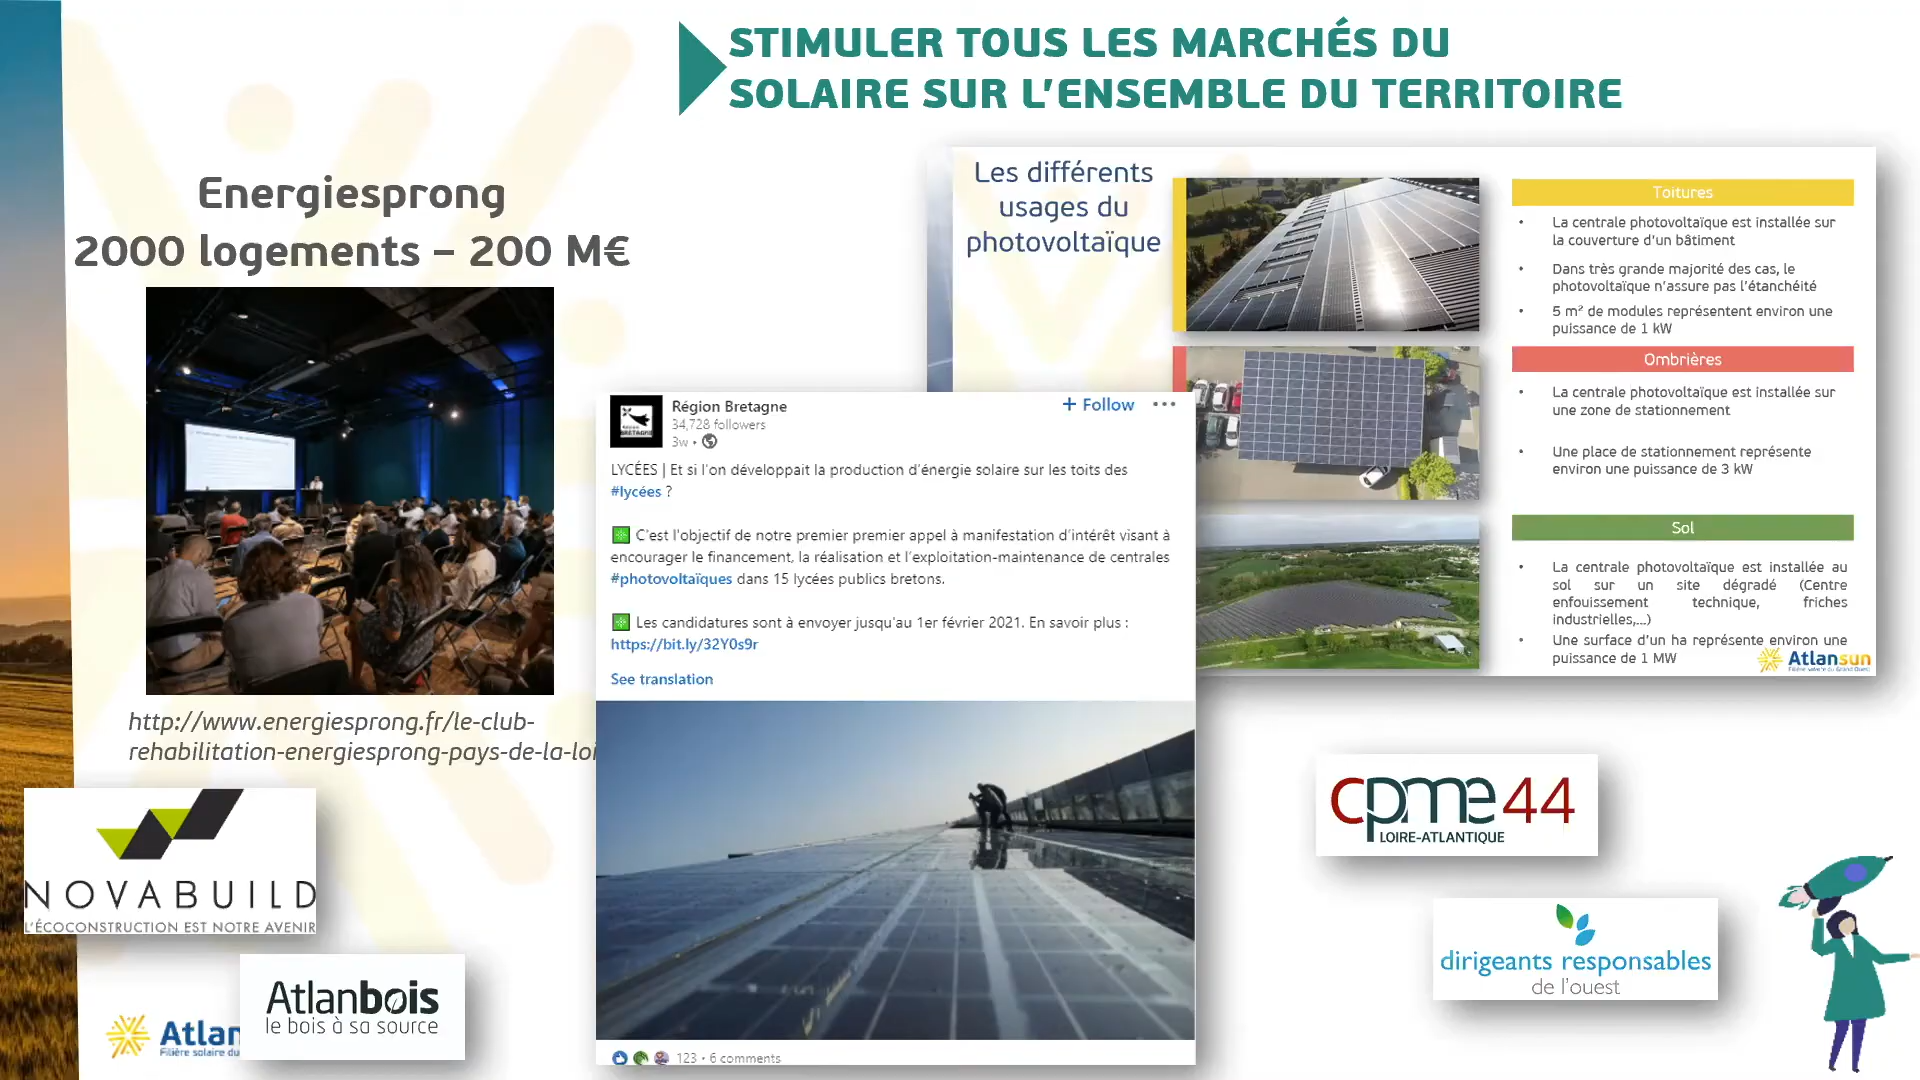 STIMULER TOUS LES MARCHÉS DU
SOLAIRE SUR L'ENSEMBLE DU TERRITOIRE
Energiesprong
2000 logements – 200 M€
http://www.energiesprong.fr/le-club-
rehabilitation-energiesprong-pays-de-la-loi
NOVABUILD
L'ÉCOCONSTRUCTION EST NOTRE AVENIR
Atlanbois
le bois à sa source
Atlan
Filière solaire du
Région Bretagne
34,728 followers
3w •
+ Follow
LYCÉES | Et si l'on développait la production d'énergie solaire sur les toits des
#lycées ?
C'est l'objectif de notre premier premier appel à manifestation d'intérêt visant à
encourager le financement, la réalisation et l'exploitation-maintenance de centrales
#photovoltaïques dans 15 lycées publics bretons.
Les candidatures sont à envoyer jusqu'au 1er février 2021. En savoir plus :
https://bit.ly/32Y0s9r
See translation
123 • 6 comments
Les différents
usages du
photovoltaïque
Toitures
• La centrale photovoltaïque est installée sur
la couverture d'un bâtiment
• Dans très grande majorité des cas, le
photovoltaïque n'assure pas l'étanchéité
• 5 m² de modules représentent environ une
puissance de 1 kW
Ombrières
• La centrale photovoltaïque est installée sur
une zone de stationnement
• Une place de stationnement représente
environ une puissance de 3 kW
Sol
• La centrale photovoltaïque est installée au
sol sur un site dégradé (Centre
enfouissement technique, friches
industrielles,...)
• Une surface d'un ha représente environ une
puissance de 1 MW
Atlansun
Filière solaire du Grand Ouest
cpme 44
LOIRE-ATLANTIQUE
dirigeants responsables
de l'ouest